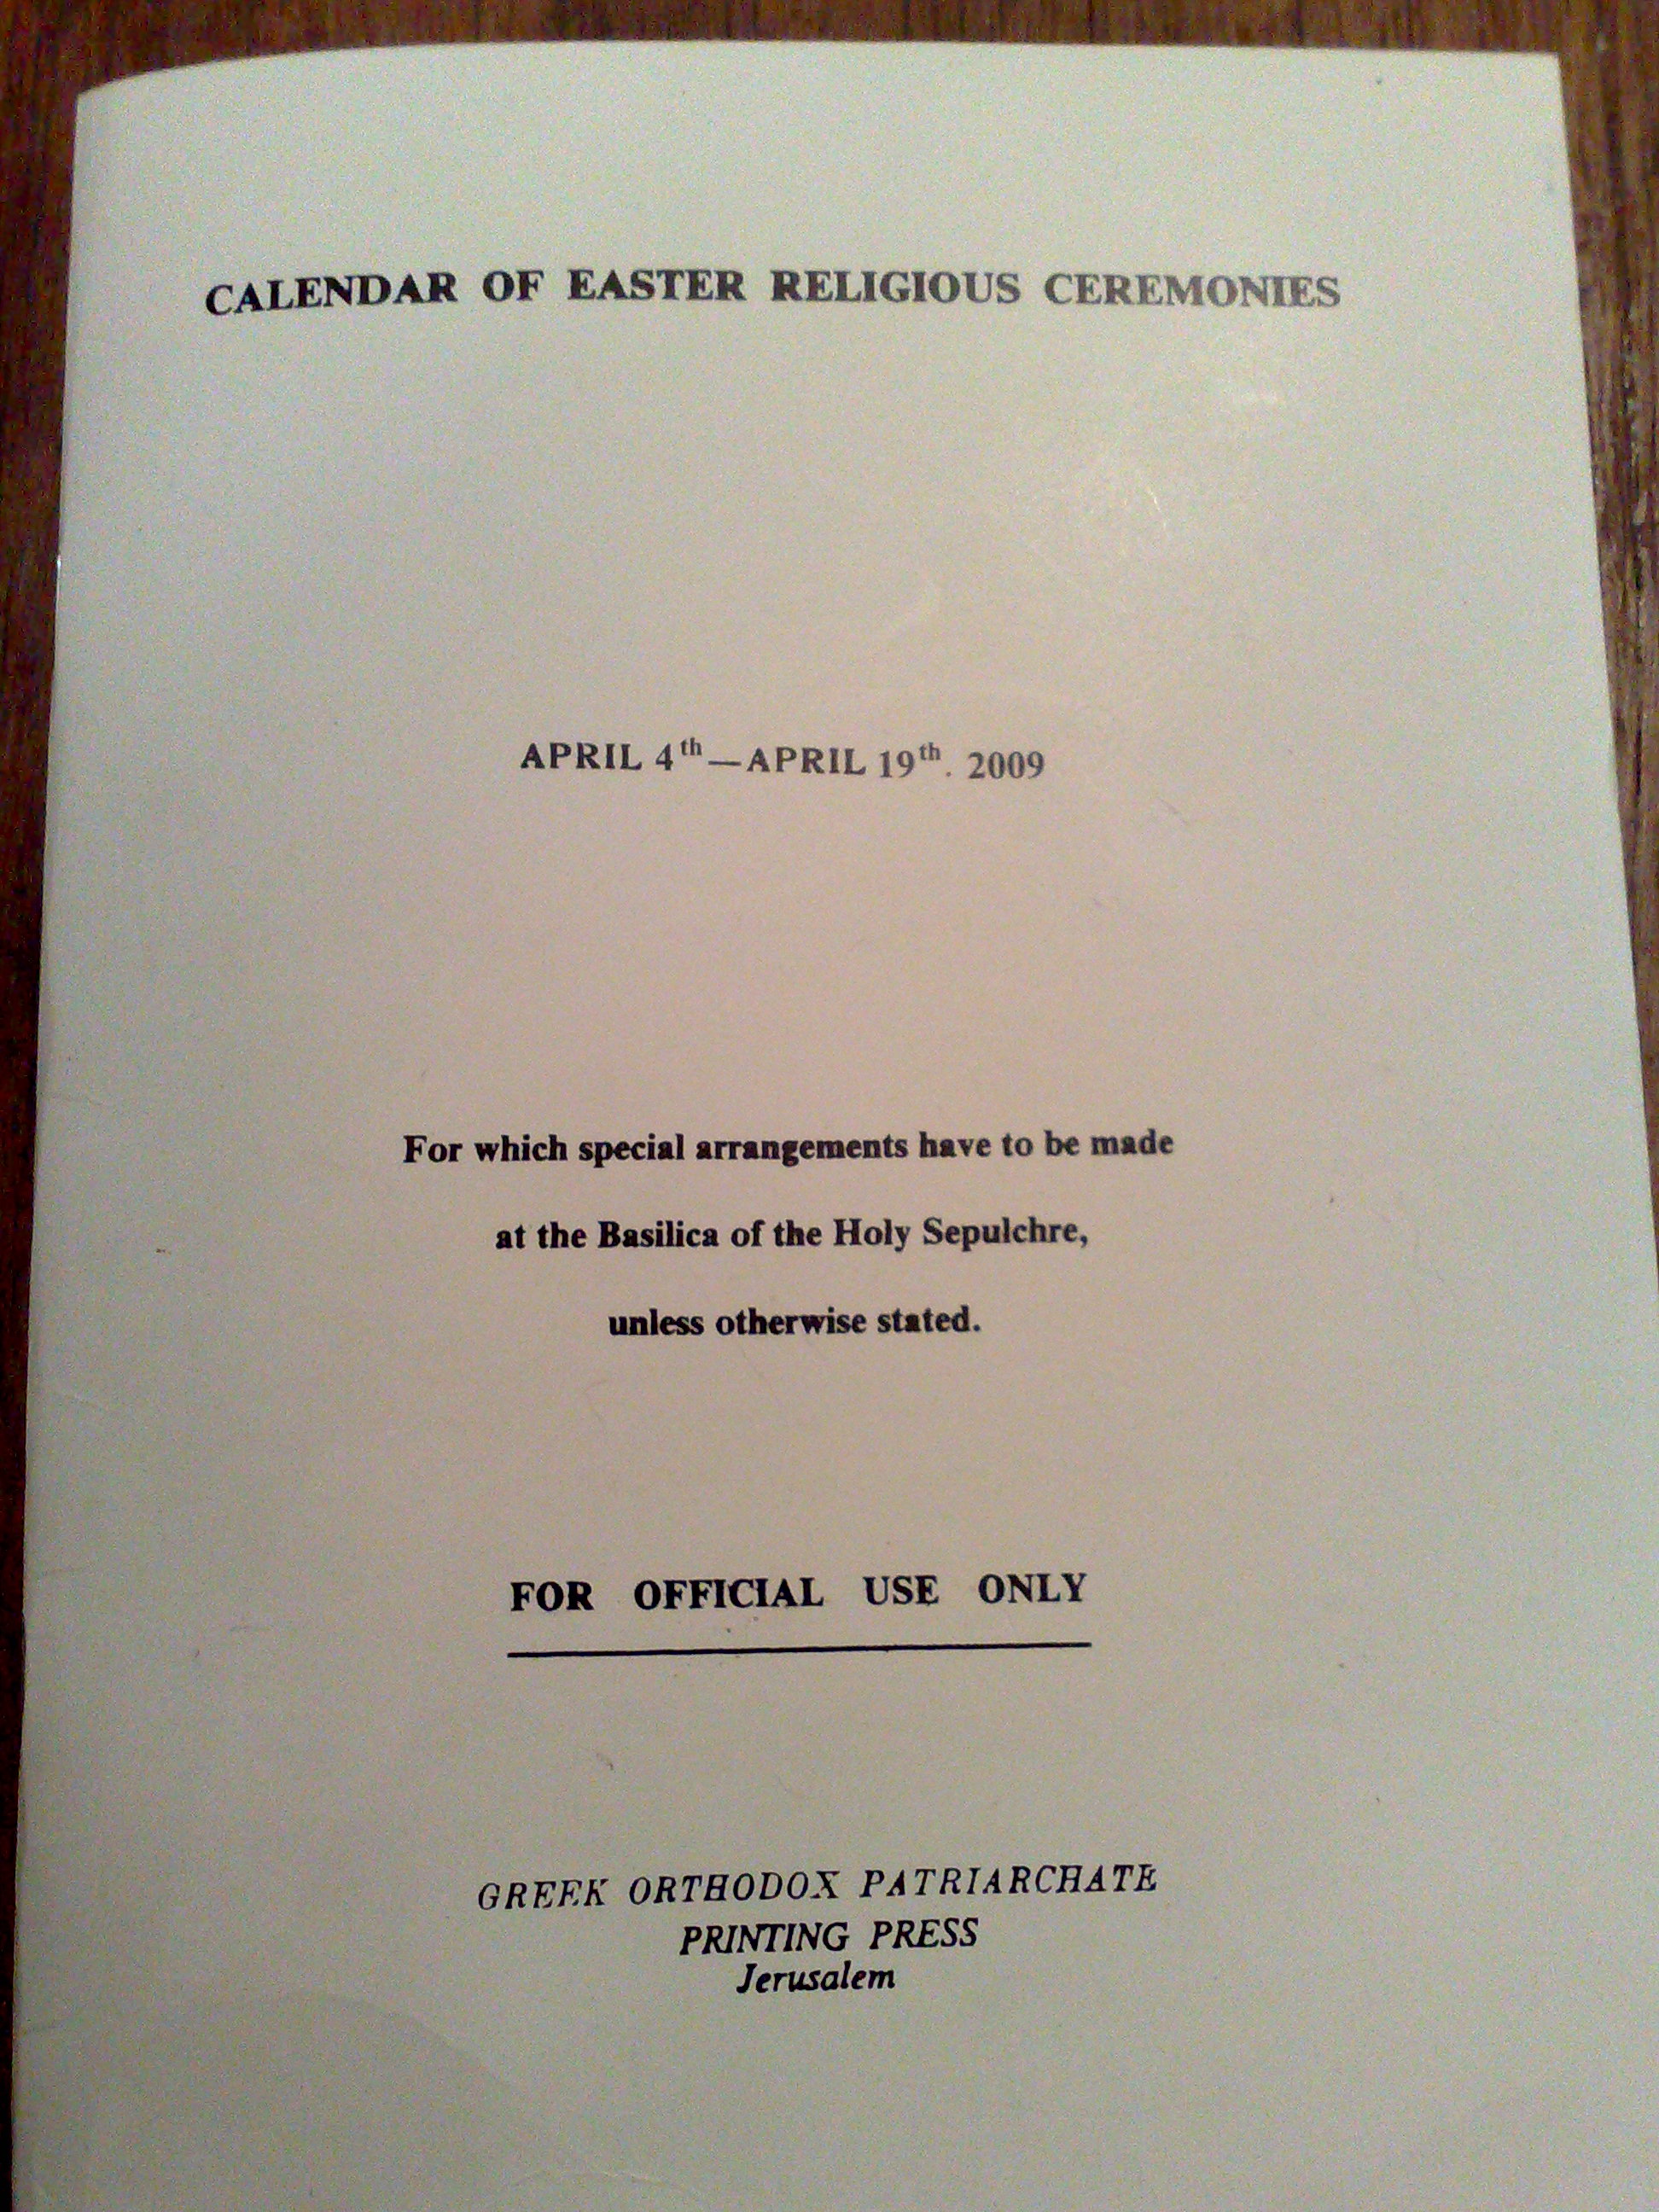 CALENDAR OF EASTER RELIGIOUS CEREMONIES
APRIL 4th—APRIL 19th. 2009
For which special arrangements have to be made
at the Basilica of the Holy Sepulchre,
unless otherwise stated.
FOR OFFICIAL USE ONLY
GREEK ORTHODOX PATRIARCHATE
PRINTING PRESS
Jerusalem